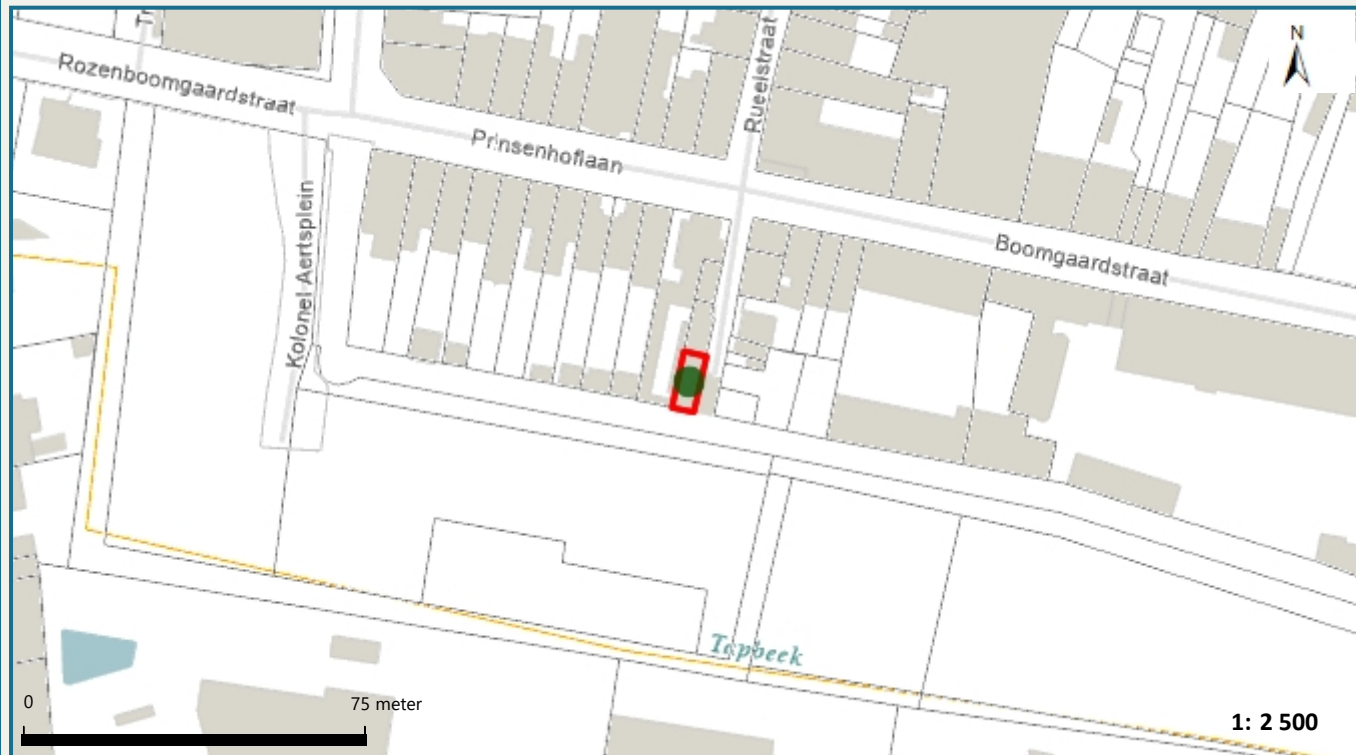 N
Rozenboomgaardstraat
Prinsenhoflaan
Rueelstraat
Kolonel Aertsplein
Boomgaardstraat
Tapbeek
0
75 meter
1: 2 500